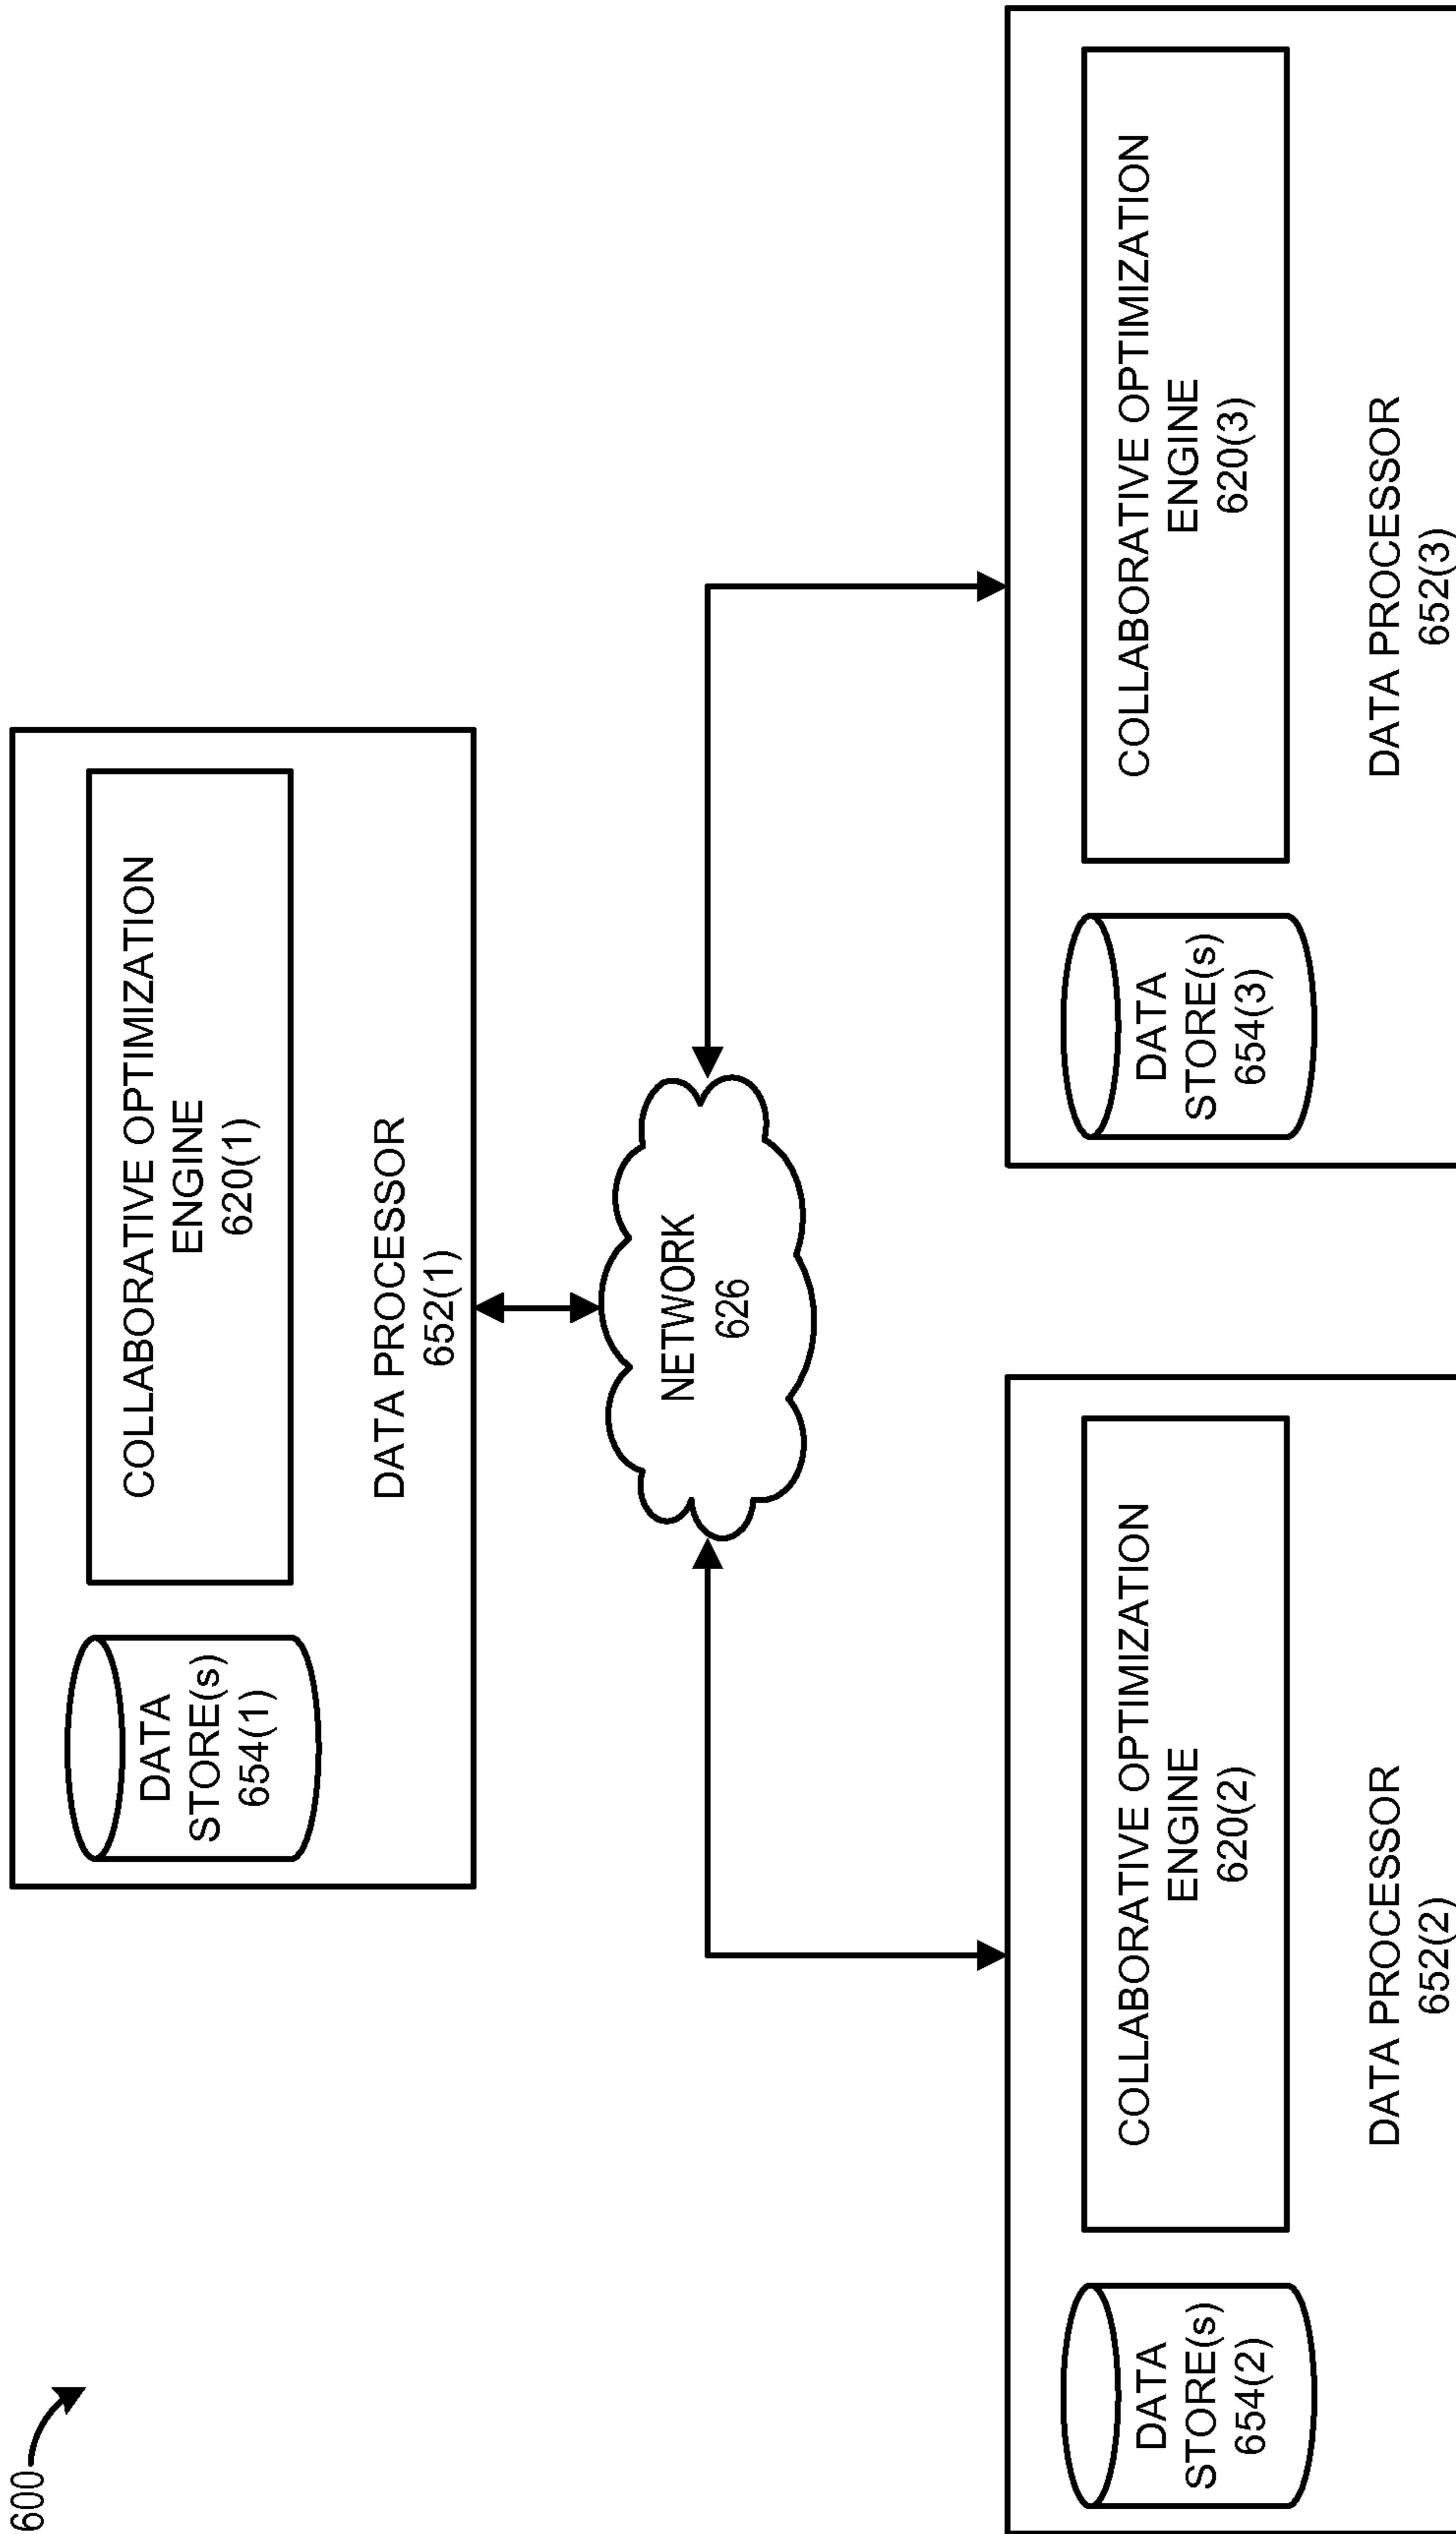 600
DATA
STORE(s)
654(1)
COLLABORATIVE OPTIMIZATION
ENGINE
620(1)
DATA PROCESSOR
652(1)
NETWORK
626
DATA
STORE(s)
654(2)
COLLABORATIVE OPTIMIZATION
ENGINE
620(2)
DATA PROCESSOR
652(2)
DATA
STORE(s)
654(3)
COLLABORATIVE OPTIMIZATION
ENGINE
620(3)
DATA PROCESSOR
652(3)